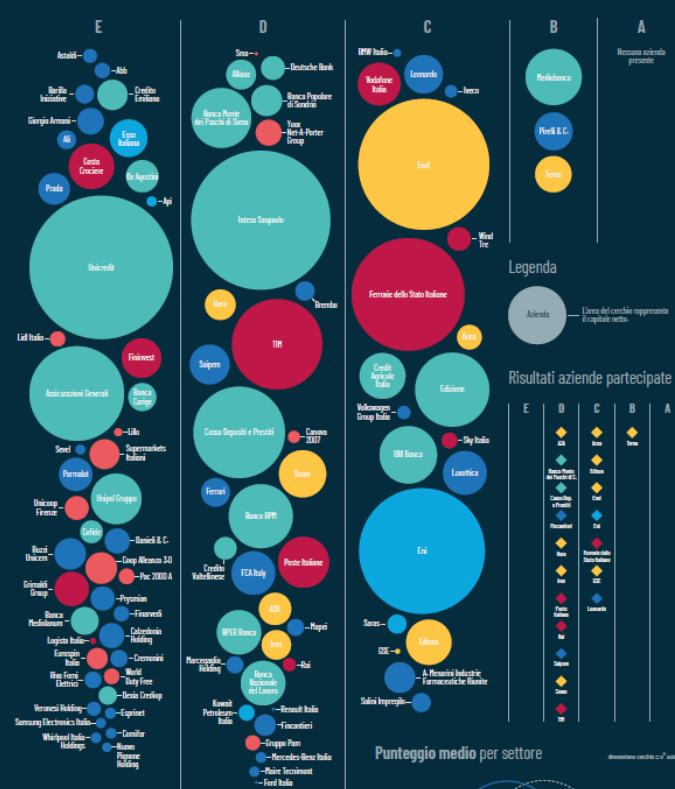 E
D
C
B
A
Astaldi
Abb
Barilla
Iniziative
Credito
Emiliano
Giorgio Armani
Ali
Esso
Italiana
Costa
Crociere
De Agostini
Prada
Api
Unicredit
Lidl Italia
Fininvest
Assicurazioni Generali
Banca
Carige
Lillo
Sevel
Supermarkets
Italiani
Parmalat
Unicoop
Firenze
Unipol Gruppo
Cofide
Danieli & C.
Buzzi
Unicem
Coop Alleanza 3.0
Pac 2000 A
Grimaldi
Group
Prysmian
Finarvedi
Banca
Mediolanum
Calzedonia
Holding
Logista Italia
Eurospin
Italia
Cremonini
Riva Forni
Elettrici
World
Duty Free
Dexia Crediop
Veronesi Holding
Esprinet
Samsung Electronics Italia
Comifar
Whirlpool Italia
Holdings
Nuovo
Pignone
Holding
Sma
Allianz
Deutsche Bank
Banca Monte
dei Paschi di Siena
Banca Popolare
di Sondrio
Yoox
Net-A-Porter
Group
Intesa Sanpaolo
Hera
Brembo
TIM
Saipem
Cassa Depositi e Prestiti
Canova
2007
Snam
Ferrari
Banco BPM
Credito
Valtellinese
FCA Italy
Poste Italiane
A2A
BPER Banca
Mapei
Iren
Marcegaglia
Holding
Rai
Banca
Nazionale
del Lavoro
Kuwait
Petroleum
Italia
Renault Italia
Fincantieri
Gruppo Pam
Mercedes-Benz Italia
Maire Tecnimont
Ford Italia
BMW Italia
Vodafone
Italia
Leonardo
Iveco
Enel
Wind
Tre
Ferrovie dello Stato Italiane
Acea
Credit
Agricole
Italia
Edizione
Volkswagen
Group Italia
Sky Italia
UBI Banca
Luxottica
Eni
Saras
GSE
Edison
A. Menarini Industrie
Farmaceutiche Riunite
Salini Impregilo
Mediobanca
Pirelli & C.
Terna
Nessuna azienda
presente
Legenda
Azienda
L'area del cerchio rappresenta
il capitale netto.
Risultati aziende partecipate
E
D
C
B
A
A2A
Banca Monte
dei Paschi di S.
Cassa Dep.
e Prestiti
Fincantieri
Hera
Iren
Poste
Italiane
Rai
Saipem
Snam
TIM
Acea
Edison
Enel
Eni
Ferrovie dello
Stato Italiane
GSE
Leonardo
Terna
Punteggio medio per settore
dimensione cerchio = n°